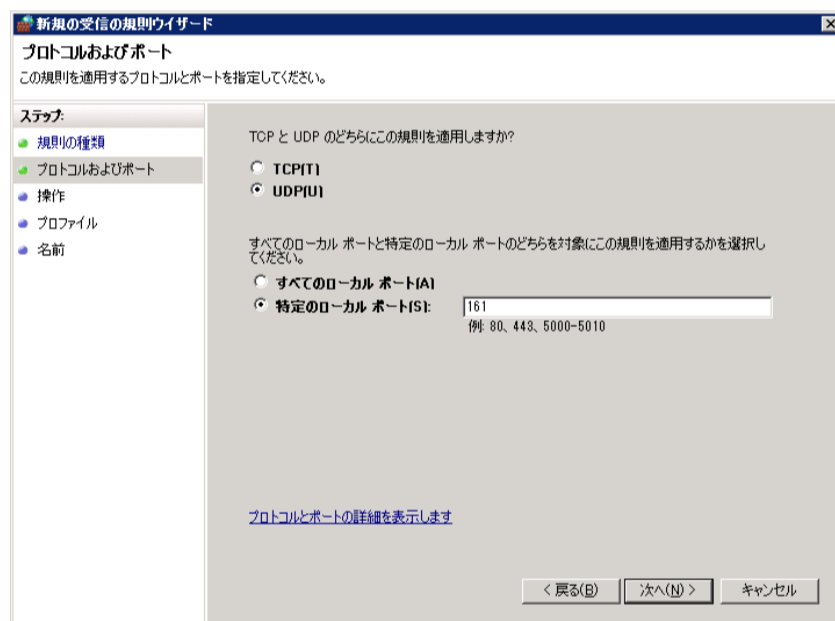 新規の受信の規則ウィザード
プロトコルおよびポート
この規則を適用するプロトコルとポートを指定してください。
ステップ:
規則の種類
プロトコルおよびポート
操作
プロファイル
名前
TCP と UDP のどちらにこの規則を適用しますか?
TCP(T)
UDP(U)
すべてのローカル ポートと特定のローカル ポートのどちらを対象にこの規則を適用するかを選択し
てください。
すべてのローカル ポート(A)
特定のローカル ポート(S):
161
例: 80、443、5000-5010
プロトコルとポートの詳細を表示します
< 戻る(B)
次へ(N) >
キャンセル